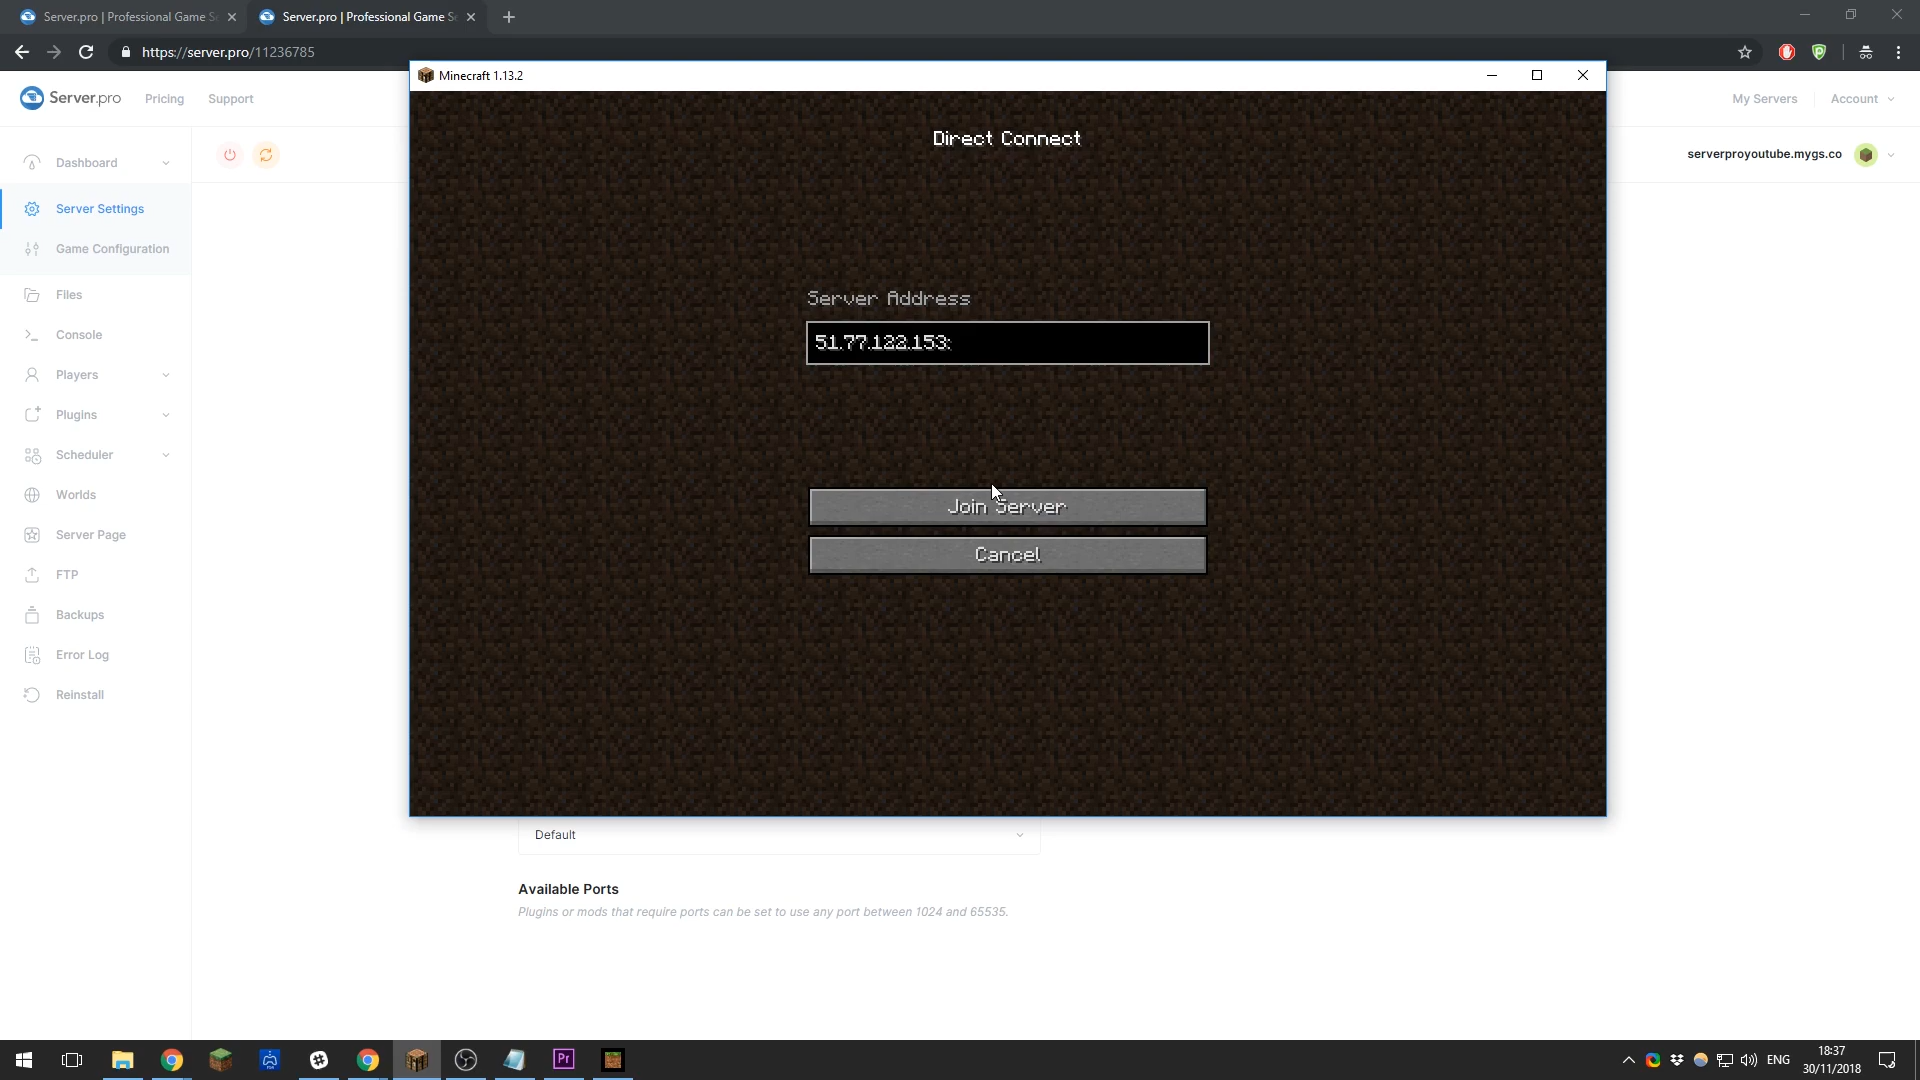 Server.pro | Professional Game S
Server.pro | Professional Game Se
https://server.pro/11236785
Minecraft 1.13.2
Server.pro
Pricing
Support
My Servers
Account
Direct Connect
Dashboard
serverproyoutube.mygs.co
Server Settings
Game Configuration
Files
Server Address
Console
51.77.122.153:
Players
Plugins
Scheduler
Worlds
Join Server
Server Page
Cancel
FTP
Backups
Error Log
Reinstall
Default
Available Ports
Plugins or mods that require ports can be set to use any port between 1024 and 65535.
Pr
ENG
18:37
30/11/2018